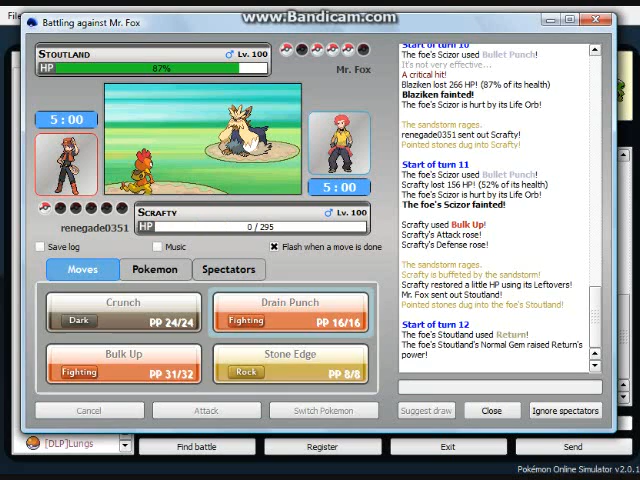 www.Bandicam.com
File
Battling against Mr. Fox
Stoutland ♂ Lv. 100
HP 87%
Mr. Fox
5:00
5:00
renegade0351
Scrafty ♂ Lv. 100
HP 0 / 295
Save log
Music
Flash when a move is done
Moves
Pokemon
Spectators
Crunch
Dark PP 24/24
Drain Punch
Fighting PP 16/16
Bulk Up
Fighting PP 31/32
Stone Edge
Rock PP 8/8
Cancel
Attack
Switch Pokemon
Start of turn 10
The foe's Scizor used Bullet Punch!
It's not very effective...
A critical hit!
Blaziken lost 266 HP! (87% of its health)
Blaziken fainted!
The foe's Scizor is hurt by its Life Orb!
The sandstorm rages.
renegade0351 sent out Scrafty!
Pointed stones dug into Scrafty!
Start of turn 11
The foe's Scizor used Bullet Punch!
Scrafty lost 156 HP! (52% of its health)
The foe's Scizor is hurt by its Life Orb!
The foe's Scizor fainted!
Scrafty used Bulk Up!
Scrafty's Attack rose!
Scrafty's Defense rose!
The sandstorm rages.
Scrafty is buffeted by the sandstorm!
Scrafty restored a little HP using its Leftovers!
Mr. Fox sent out Stoutland!
Pointed stones dug into the foe's Stoutland!
Start of turn 12
The foe's Stoutland used Return!
The foe's Stoutland's Normal Gem raised Return's
power!
Suggest draw
Close
Ignore spectators
[DLP]Lungs
Find battle
Register
Exit
Send
Pokémon Online Simulator v2.0.1